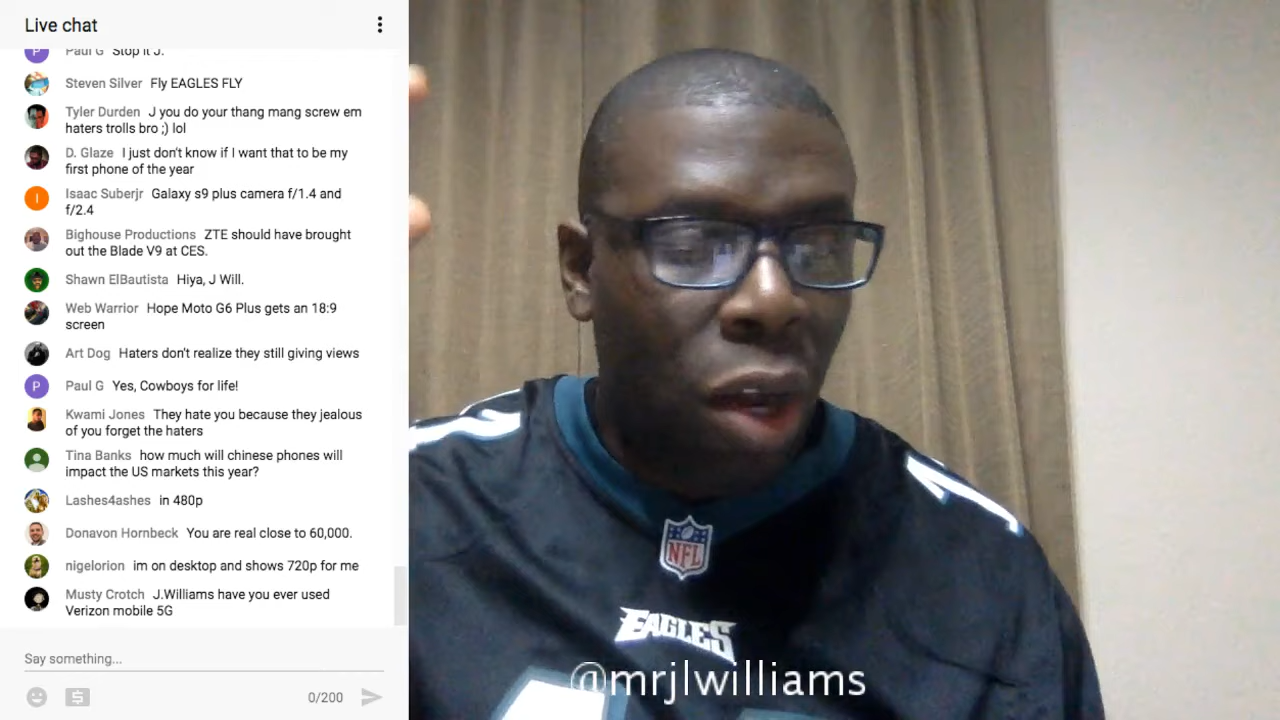 Live chat
Paul G Stop it J.
Steven Silver Fly EAGLES FLY
Tyler Durden J you do your thang mang screw em
haters trolls bro ;) lol
D. Glaze I just don't know if I want that to be my
first phone of the year
Isaac Suberjr Galaxy s9 plus camera f/1.4 and
f/2.4
Bighouse Productions ZTE should have brought
out the Blade V9 at CES.
Shawn ElBautista Hiya, J Will.
Web Warrior Hope Moto G6 Plus gets an 18:9
screen
Art Dog Haters don't realize they still giving views
P Paul G Yes, Cowboys for life!
Kwami Jones They hate you because they jealous
of you forget the haters
Tina Banks how much will chinese phones will
impact the US markets this year?
Lashes4ashes in 480p
Donavon Hornbeck You are real close to 60,000.
nigelorion im on desktop and shows 720p for me
Musty Crotch J.Williams have you ever used
Verizon mobile 5G
Say something...
0/200
NFL
EAGLES
@mrjlwilliams